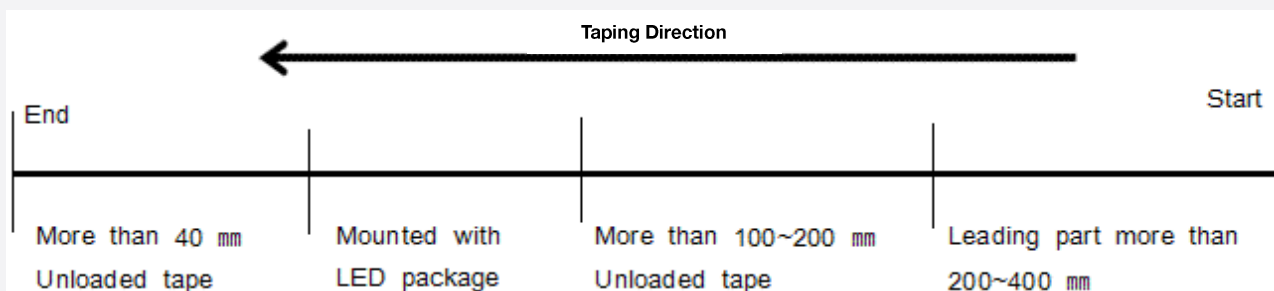 Taping Direction
End
Start
More than 40 ㎜
Unloaded tape
Mounted with
LED package
More than 100~200 ㎜
Unloaded tape
Leading part more than
200~400 ㎜